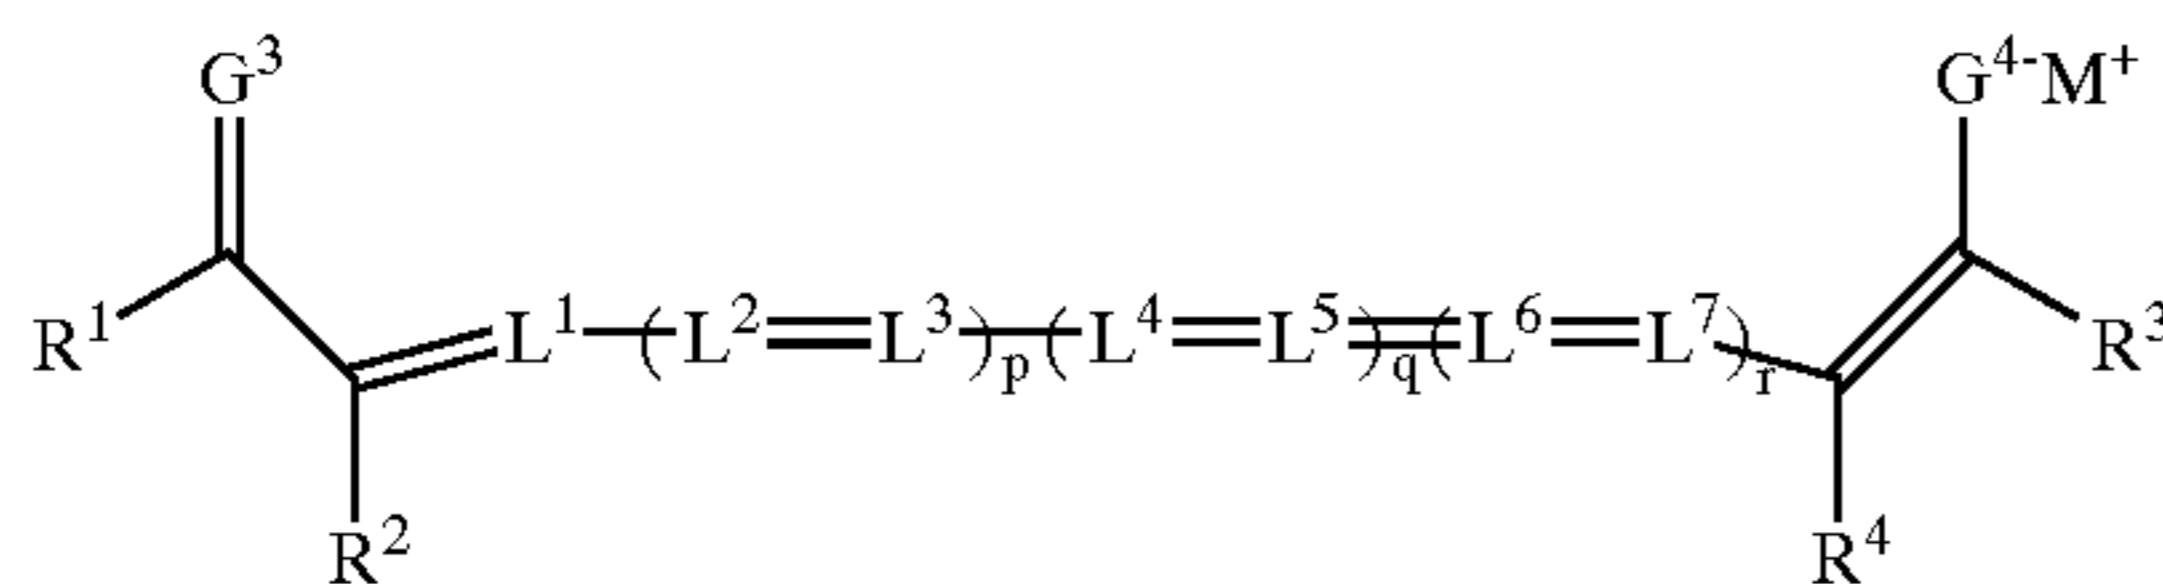 G³ G⁴⁻M⁺
R¹ L¹—(L²=L³)p—(L⁴=L⁵)q=(L⁶=L⁷)r R³
R² R⁴